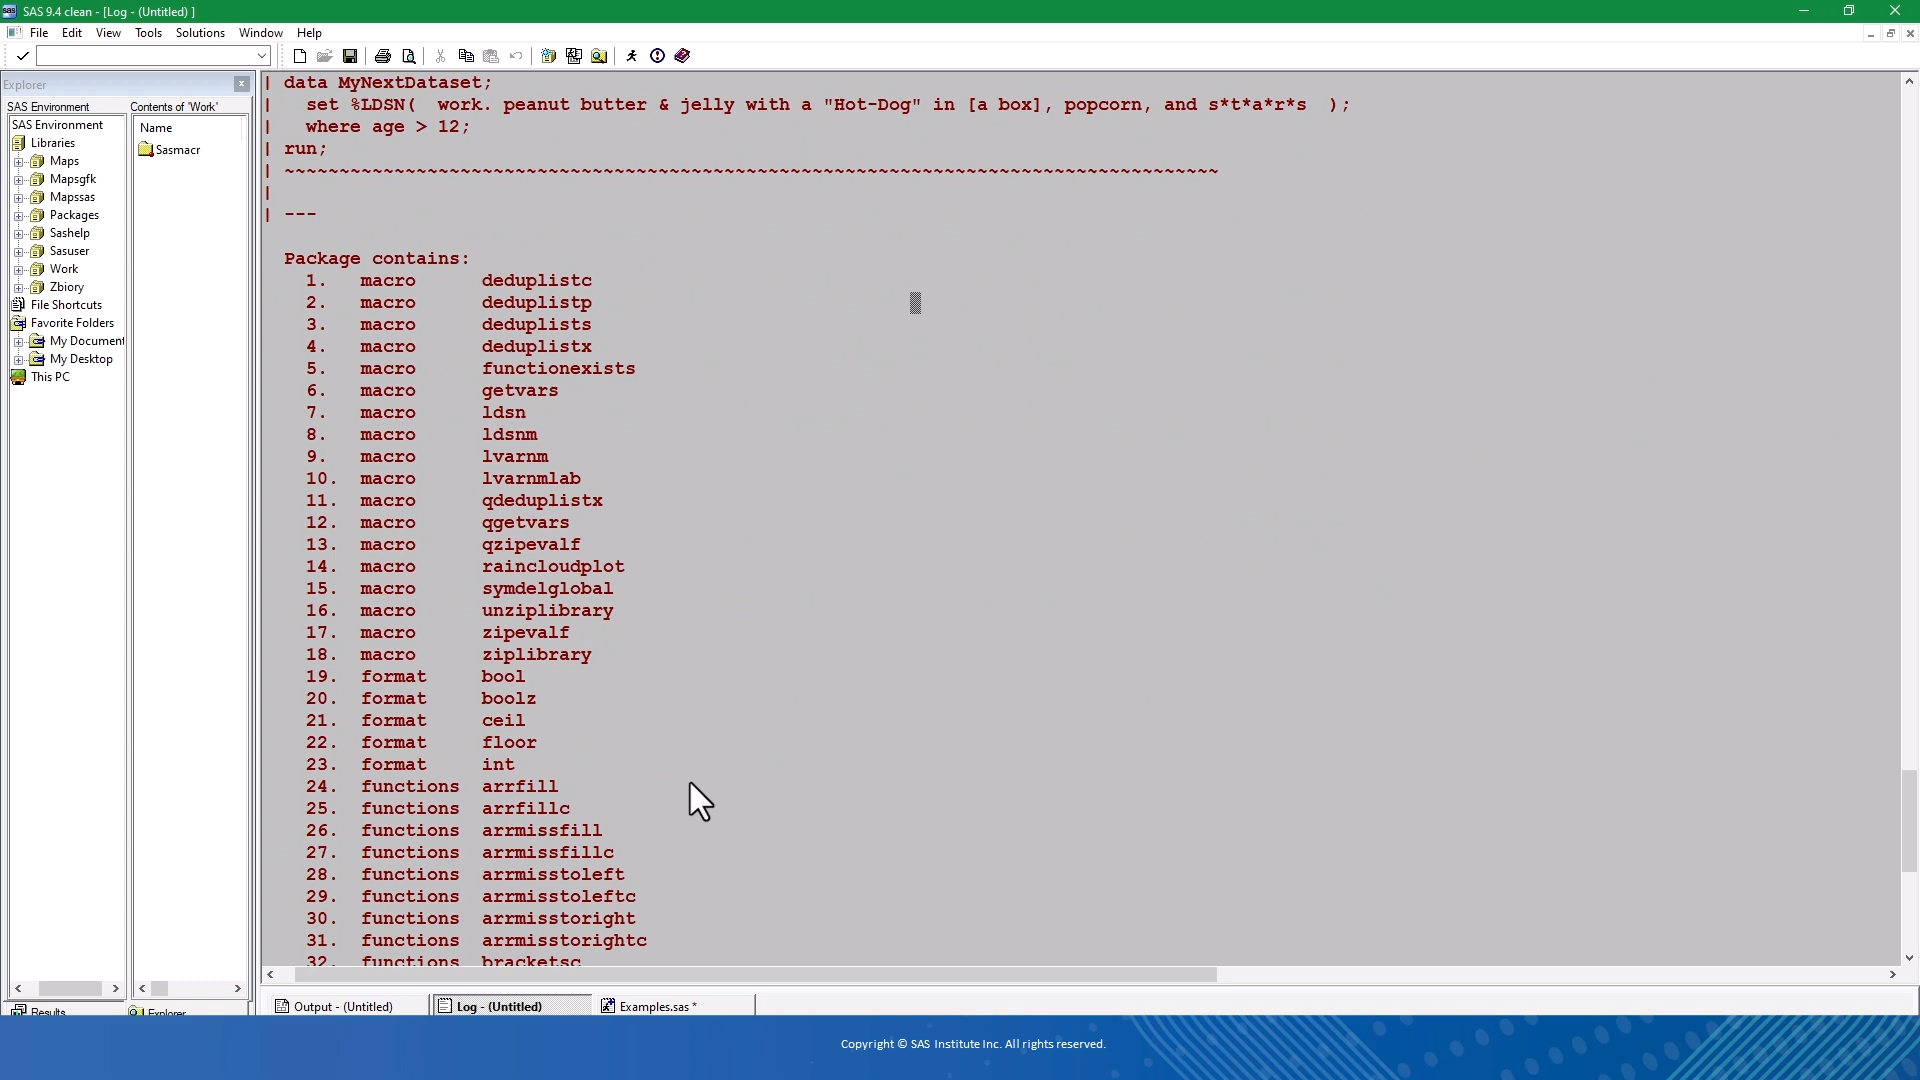 SAS 9.4 clean - [Log - (Untitled) ]
File Edit View Tools Solutions Window Help
Explorer
SAS Environment
SAS Environment
Libraries
Maps
Mapsgfk
Mapssas
Packages
Sashelp
Sasuser
Work
Zbiory
File Shortcuts
Favorite Folders
My Document
My Desktop
This PC
Contents of 'Work'
Name
Sasmacr
| data MyNextDataset;
| set %LDSN( work. peanut butter & jelly with a "Hot-Dog" in [a box], popcorn, and s*t*a*r*s );
| where age > 12;
| run;
| ~~~~~~~~~~~~~~~~~~~~~~~~~~~~~~~~~~~~~~~~~~~~~~~~~~~~~~~~~~~~~~~~~~~~~~~~~~~~~~~~~~~~~
|
| ---
Package contains:
1. macro deduplistc
2. macro deduplistp
3. macro deduplists
4. macro deduplistx
5. macro functionexists
6. macro getvars
7. macro ldsn
8. macro ldsnm
9. macro lvarnm
10. macro lvarnmlab
11. macro qdeduplistx
12. macro qgetvars
13. macro qzipevalf
14. macro raincloudplot
15. macro symdelglobal
16. macro unziplibrary
17. macro zipevalf
18. macro ziplibrary
19. format bool
20. format boolz
21. format ceil
22. format floor
23. format int
24. functions arrfill
25. functions arrfillc
26. functions arrmissfill
27. functions arrmissfillc
28. functions arrmisstoleft
29. functions arrmisstoleftc
30. functions arrmisstoright
31. functions arrmisstorightc
32. functions bracketsc
Results
Explorer
Output - (Untitled)
Log - (Untitled)
Examples.sas *
Copyright © SAS Institute Inc. All rights reserved.